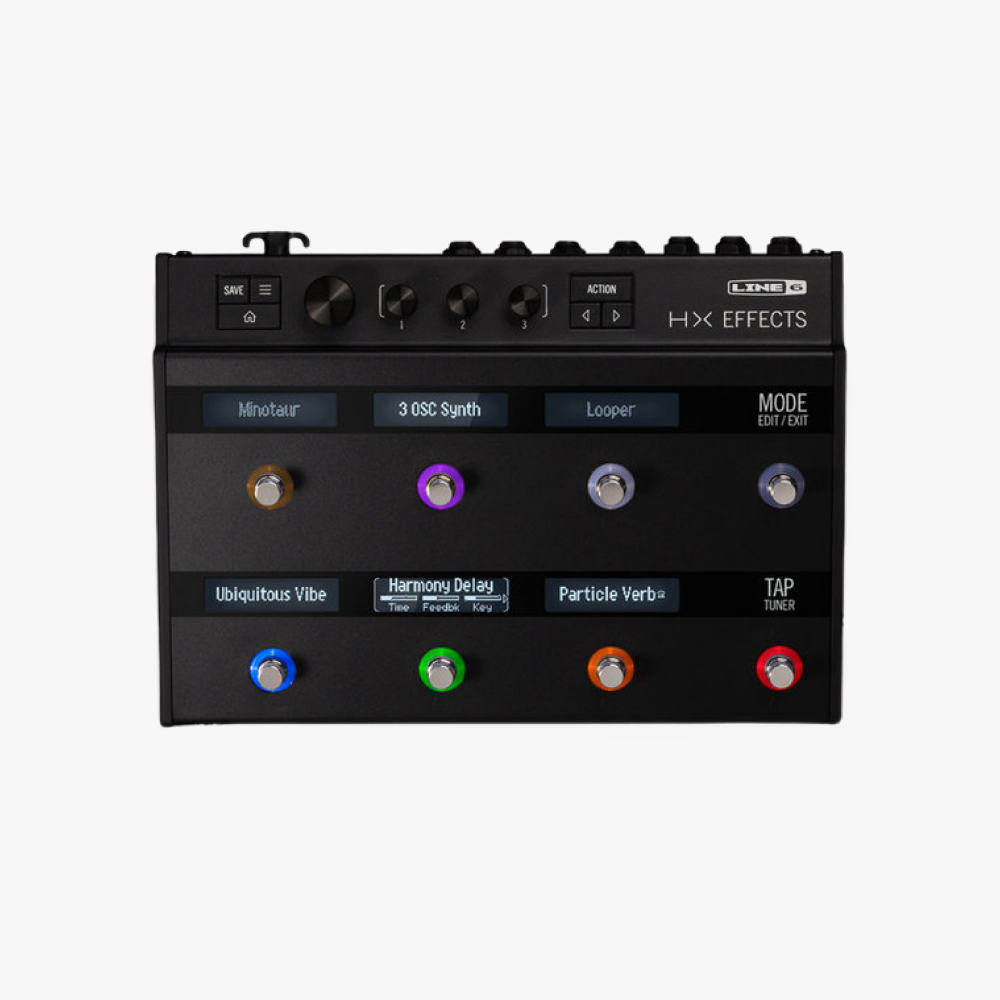 SAVE
ACTION
LINE 6
1
2
3
HX EFFECTS
Minotaur
3 OSC Synth
Looper
MODE
EDIT / EXIT
Ubiquitous Vibe
Harmony Delay
Time Feedbk Key
Particle Verb
TAP
TUNER